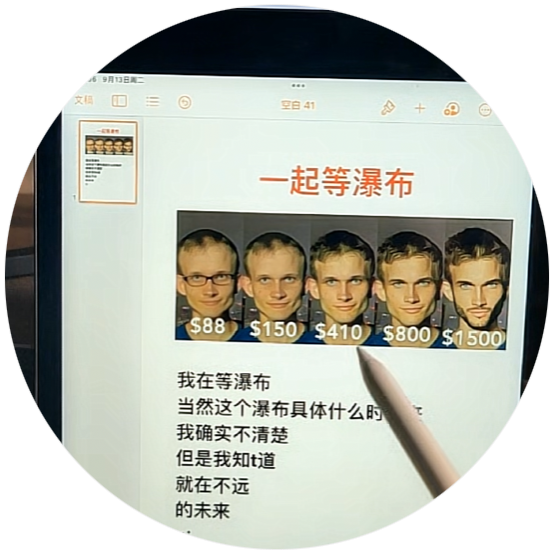 9月13日周二
文稿
空白 41
一起等瀑布
1
$88 $150 $410 $800 $1500
我在等瀑布
当然这个瀑布具体什么时
我确实不清楚
但是我知t道
就在不远
的未来